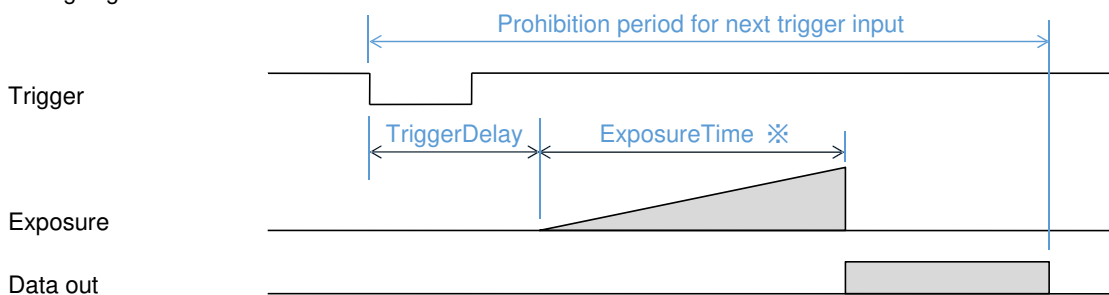 Prohibition period for next trigger input
Trigger
TriggerDelay
ExposureTime ※
Exposure
Data out